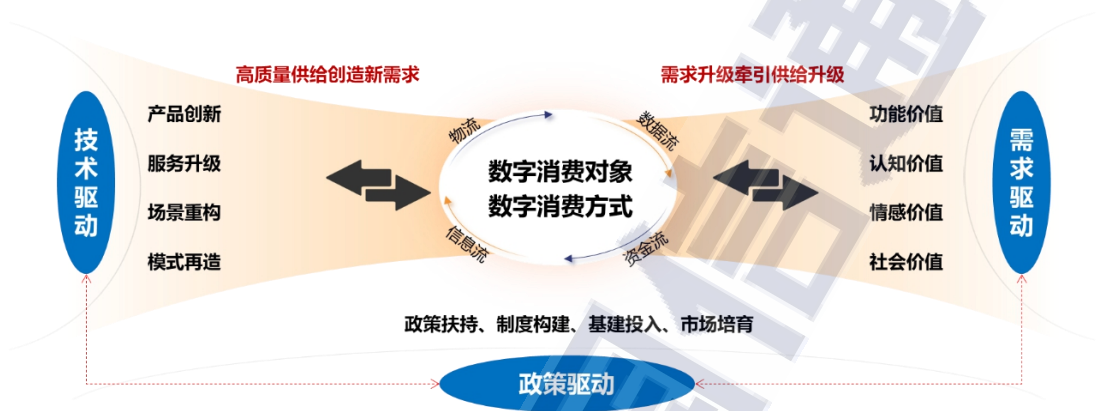 高质量供给创造新需求
需求升级牵引供给升级
技术驱动
产品创新
服务升级
场景重构
模式再造
物流
数据流
数字消费对象
数字消费方式
信息流
资金流
功能价值
认知价值
情感价值
社会价值
需求驱动
政策扶持、制度构建、基建投入、市场培育
政策驱动